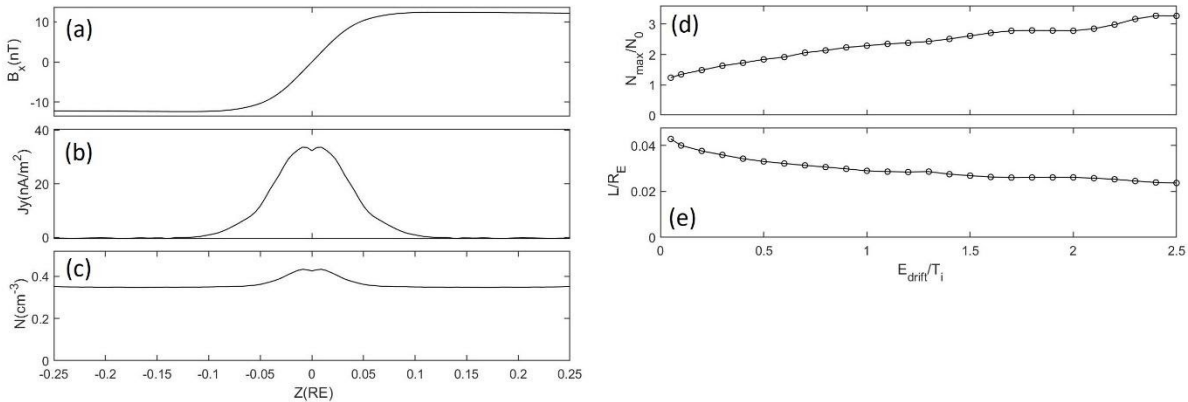 (a)
B_x(nT)
10
0
-10
(b)
Jy(nA/m²)
40
20
0
(c)
N(cm⁻³)
0.4
0.2
0
-0.25 -0.2 -0.15 -0.1 -0.05 0 0.05 0.1 0.15 0.2 0.25
Z(RE)
(d)
N_max/N_0
3
2
1
0
(e)
L/R_E
0.04
0.02
0
0 0.5 1 1.5 2 2.5
E_drift/T_i